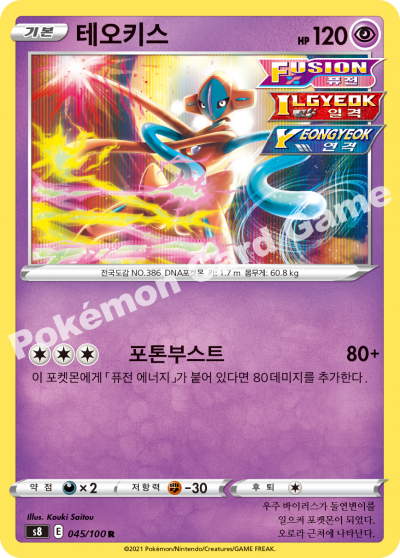 기본 테오키스 HP 120
FUSION
퓨전
ILGYEOK
일격
YEONGYEOK
연격
Pokémon Card Game
전국도감 NO.386 DNA포켓몬 키: 1.7 m 몸무게: 60.8 kg
포톤부스트 80+
이 포켓몬에게 「퓨전 에너지」가 붙어 있다면 80데미지를 추가한다.
약점 ×2 저항력 -30 후퇴
Illus. Kouki Saitou
s8 E 045/100 R
우주 바이러스가 돌연변이를
일으켜 포켓몬이 되었다.
오로라 근처에 나타난다.
©2021 Pokémon/Nintendo/Creatures/GAME FREAK.